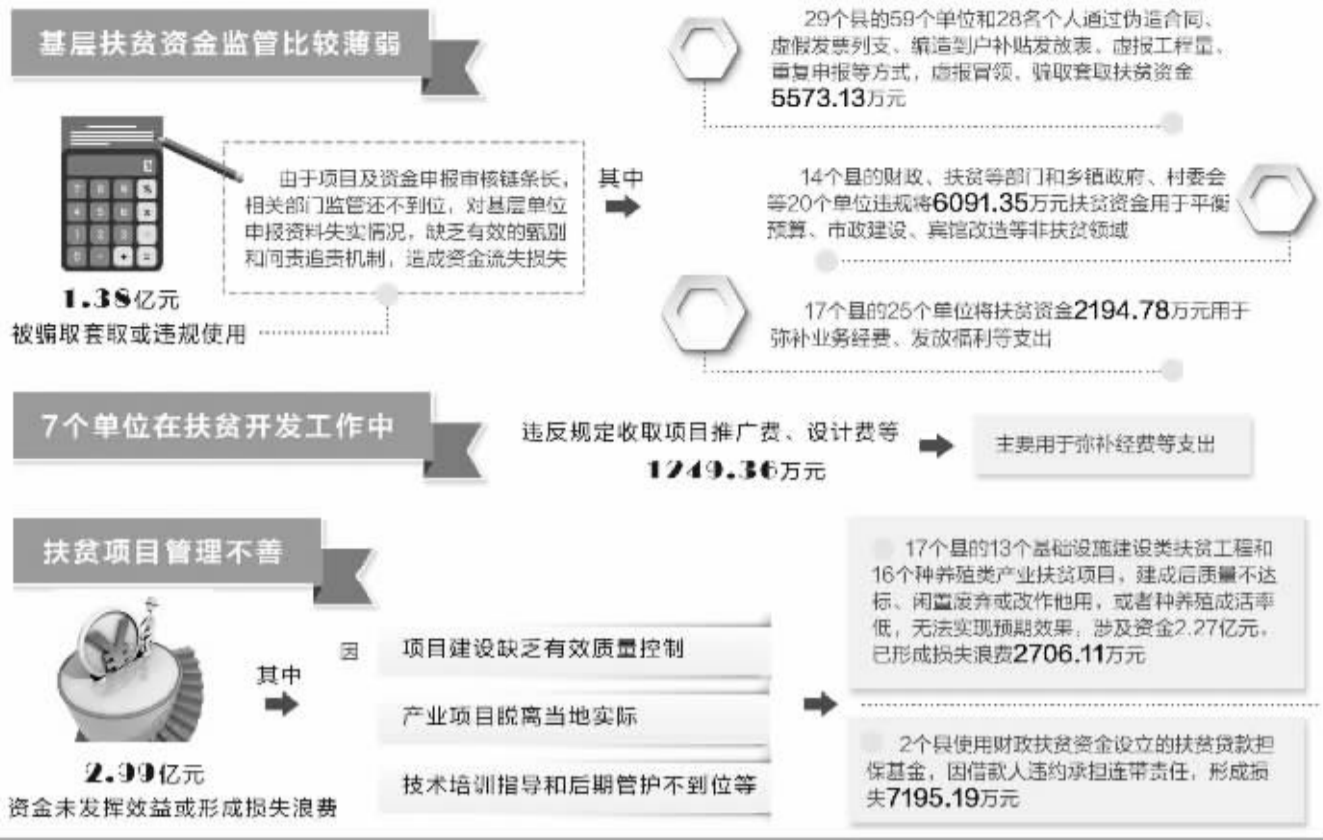 基层扶贫资金监管比较薄弱
1.38亿元
被骗取套取或违规使用
由于项目及资金申报审核链条长，
相关部门监管还不到位，对基层单位
申报资料失实情况，缺乏有效的甄别
和问责追责机制，造成资金流失损失
其中
29个县的59个单位和28名个人通过伪造合同、
虚假发票列支、编造到户补贴发放表、虚报工程量、
重复申报等方式，虚报冒领、骗取套取扶贫资金
5573.13万元
14个县的财政、扶贫等部门和乡镇政府、村委会
等20个单位违规将6091.35万元扶贫资金用于平衡
预算、市政建设、宾馆改造等非扶贫领域
17个县的25个单位将扶贫资金2194.78万元用于
弥补业务经费、发放福利等支出
7个单位在扶贫开发工作中
违反规定收取项目推广费、设计费等
1249.36万元
主要用于弥补经费等支出
扶贫项目管理不善
2.99亿元
资金未发挥效益或形成损失浪费
其中
因
项目建设缺乏有效质量控制
产业项目脱离当地实际
技术培训指导和后期管护不到位等
17个县的13个基础设施建设类扶贫工程和
16个种养殖类产业扶贫项目，建成后质量不达
标、闲置废弃或改作他用，或者种养殖成活率
低，无法实现预期效果，涉及资金2.27亿元，
已形成损失浪费2706.11万元
2个县使用财政扶贫资金设立的扶贫贷款担
保基金，因借款人违约承担连带责任，形成损
失7195.19万元